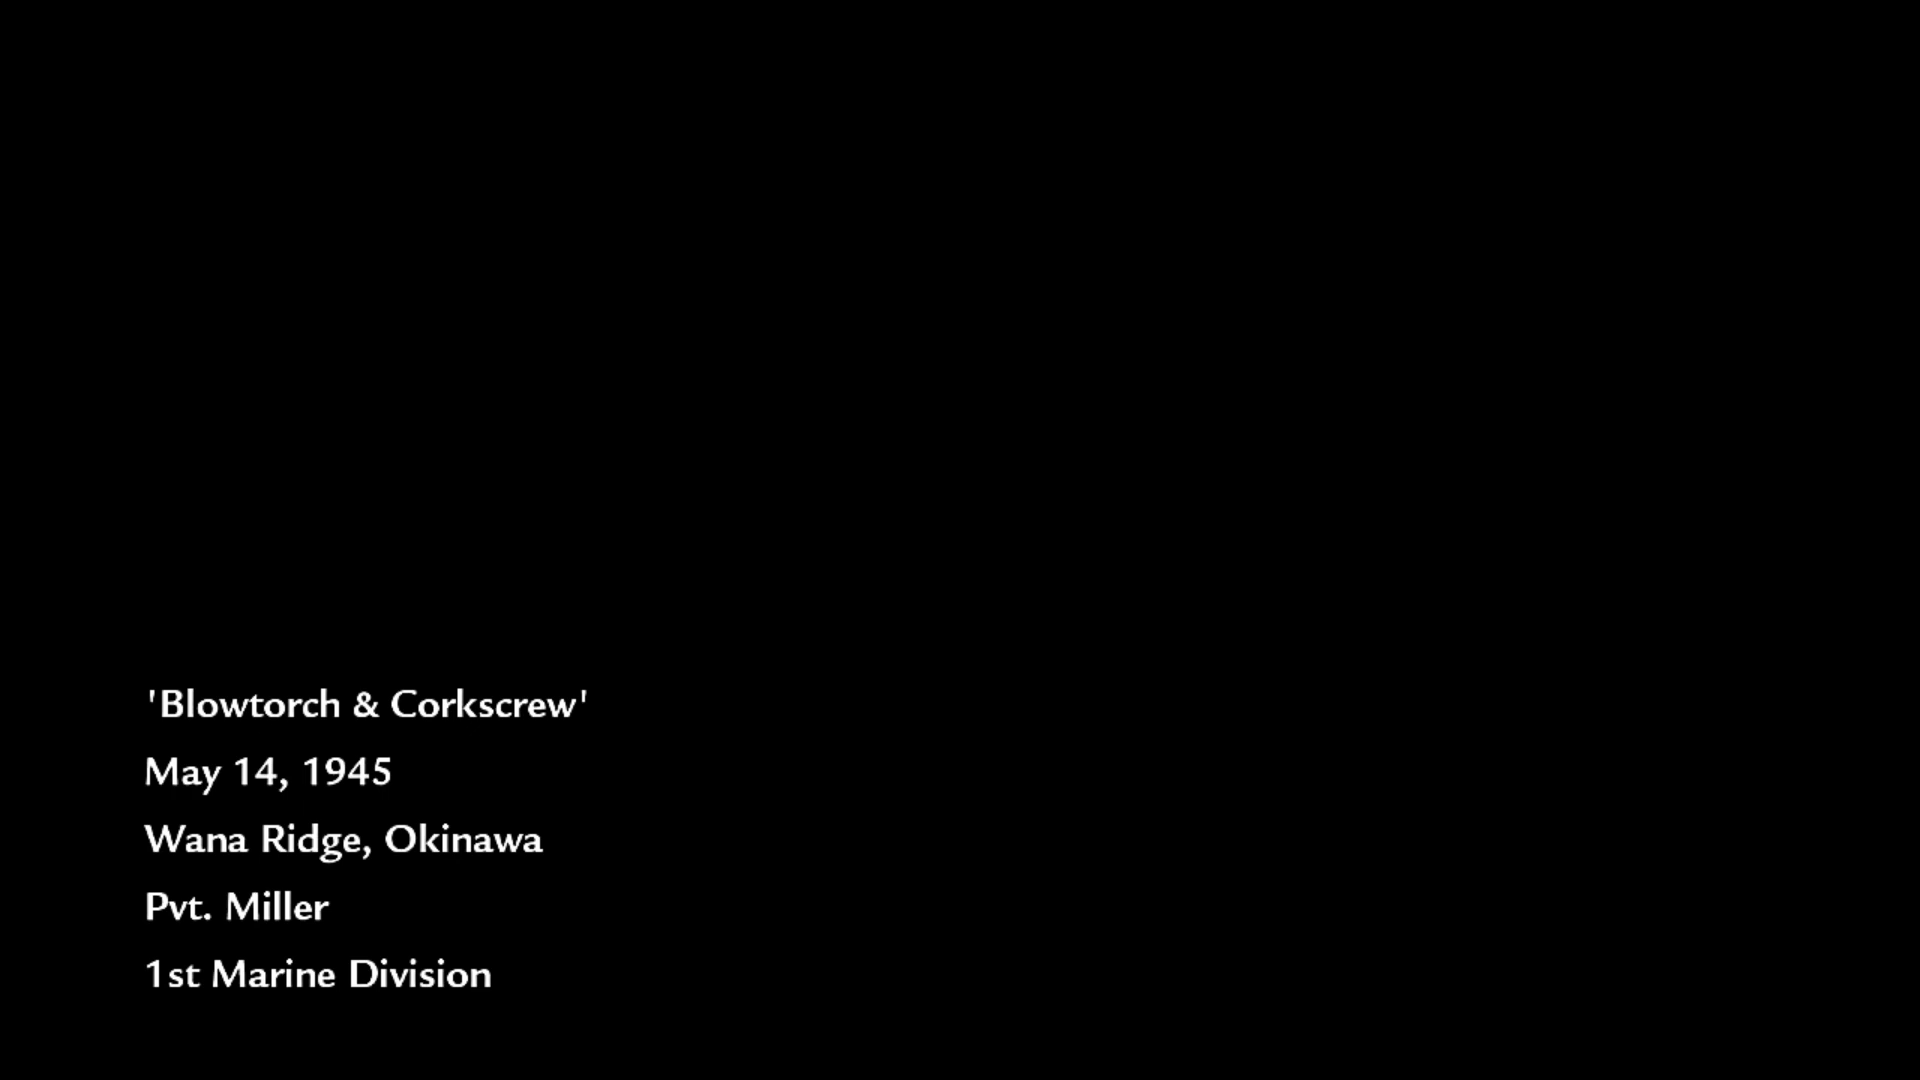 'Blowtorch & Corkscrew'
May 14, 1945
Wana Ridge, Okinawa
Pvt. Miller
1st Marine Division